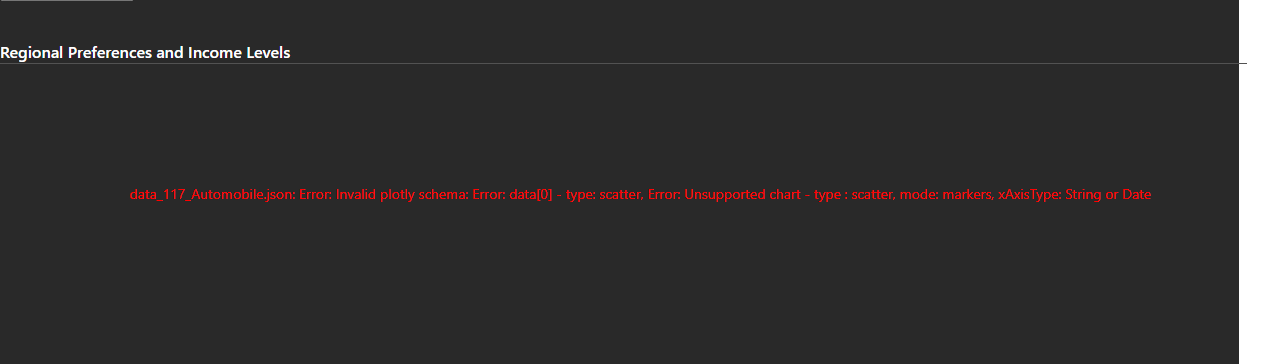 Regional Preferences and Income Levels
data_117_Automobile.json: Error: Invalid plotly schema: Error: data[0] - type: scatter, Error: Unsupported chart - type : scatter, mode: markers, xAxisType: String or Date